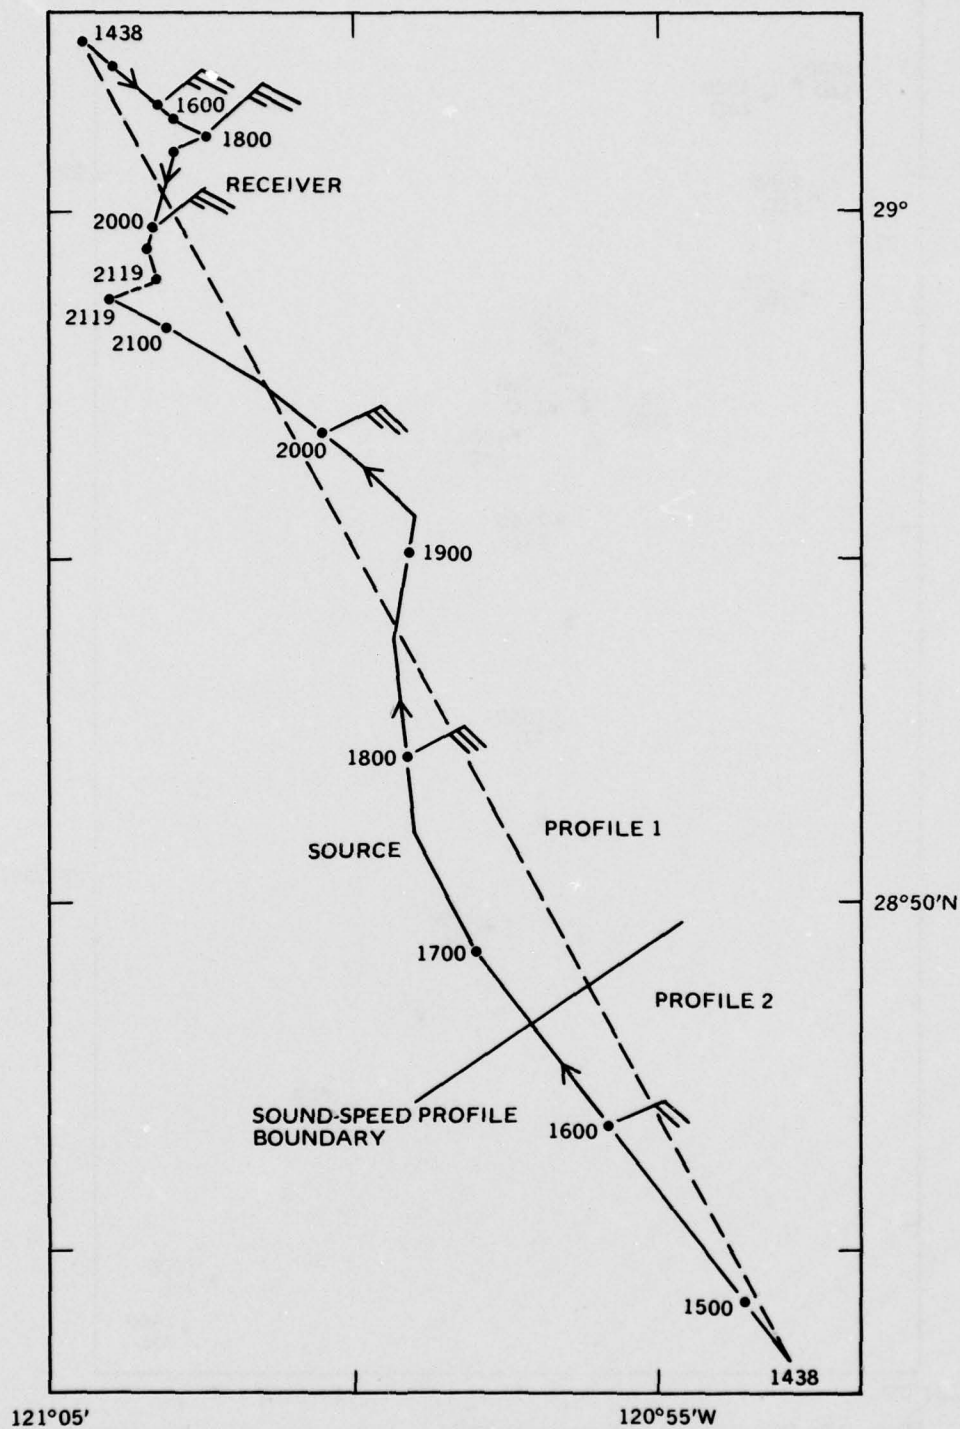 1438
1600
1800
RECEIVER
29°
2000
2119
2119
2100
2000
1900
1800
PROFILE 1
SOURCE
28°50'N
1700
PROFILE 2
SOUND-SPEED PROFILE
BOUNDARY
1600
1500
1438
121°05'
120°55'W